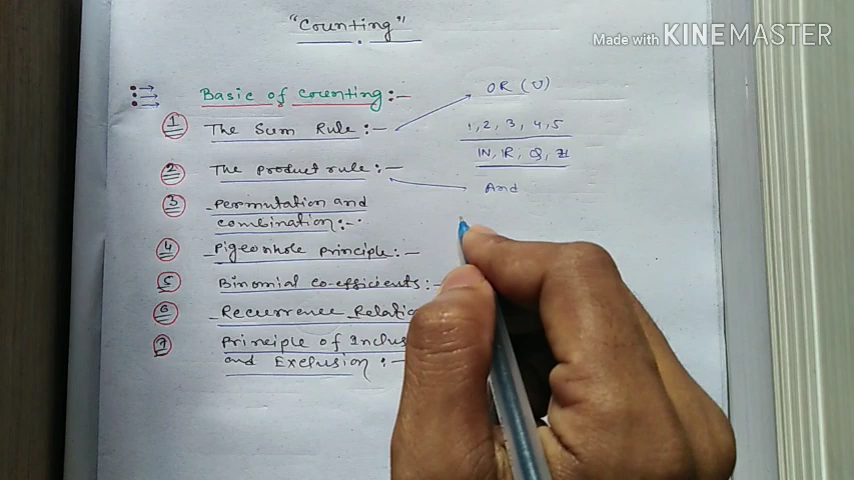 "Counting"
Made with KINEMASTER
Basic of counting:-
OR (U)
1 The Sum Rule:-
1, 2, 3, 4, 5
IN, IR, Q, Z
2 The product rule:-
And
3 permutation and
combination:-
4 Pigeonhole principle:-
5 Binomial co-efficients:-
6 Recurrence Relatio
7 Principle of Inclus
and Exclusion:-